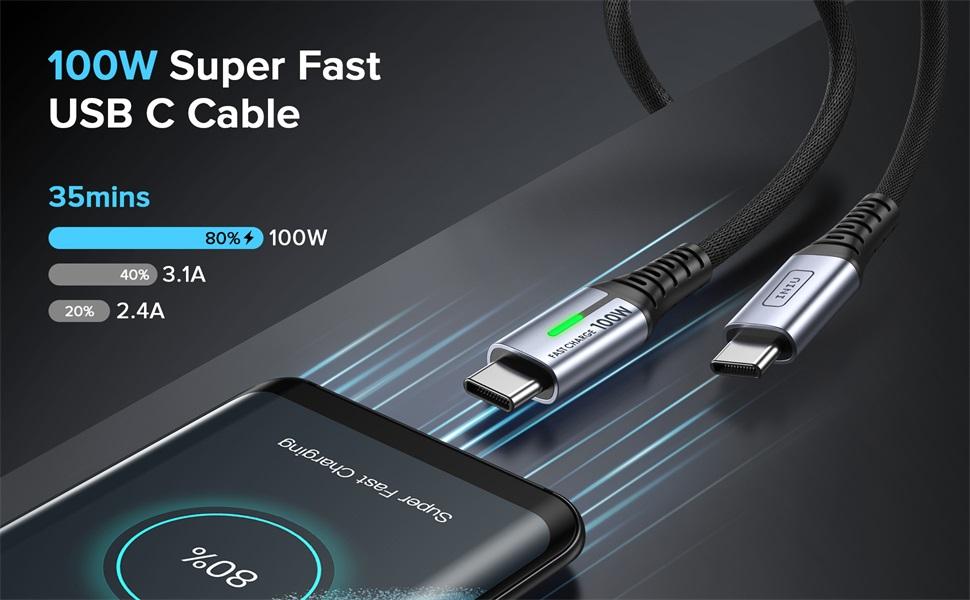 100W Super Fast
USB C Cable
35mins
80% 100W
40% 3.1A
20% 2.4A
FAST CHARGE 100W
INIU
Super Fast Charging
80%